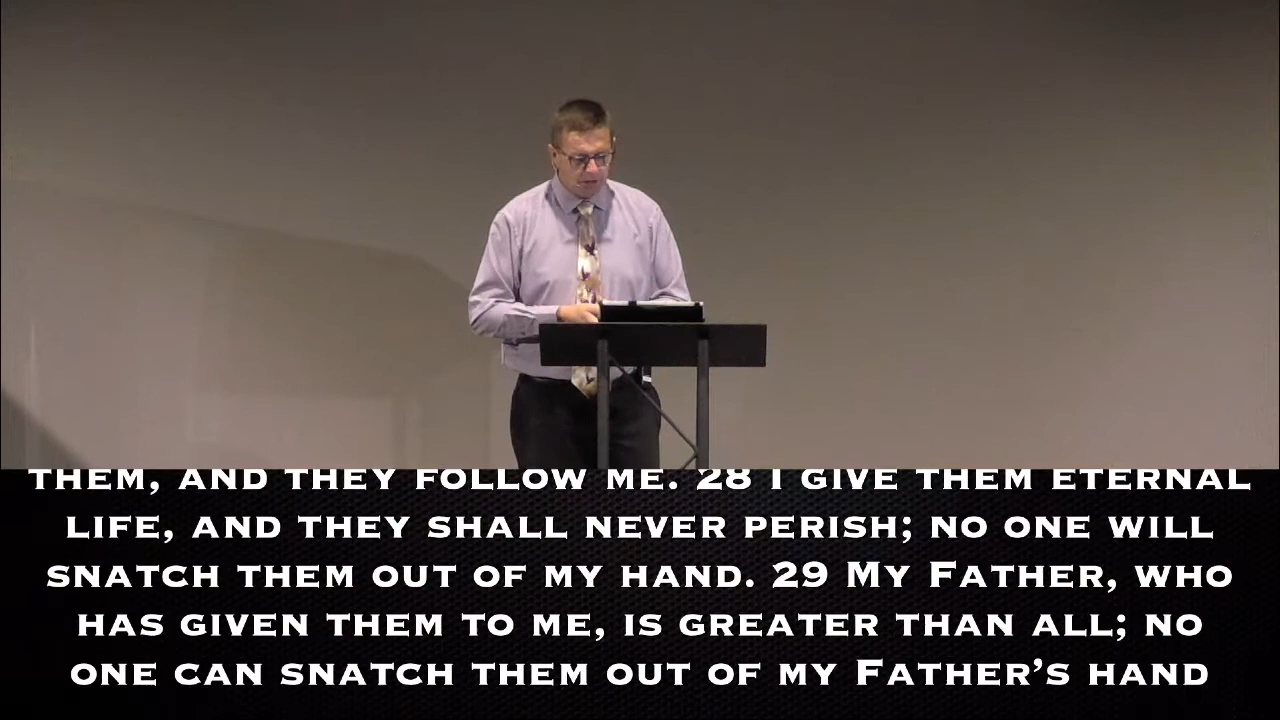 THEM, AND THEY FOLLOW ME. 28 I GIVE THEM ETERNAL
LIFE, AND THEY SHALL NEVER PERISH; NO ONE WILL
SNATCH THEM OUT OF MY HAND. 29 MY FATHER, WHO
HAS GIVEN THEM TO ME, IS GREATER THAN ALL; NO
ONE CAN SNATCH THEM OUT OF MY FATHER’S HAND